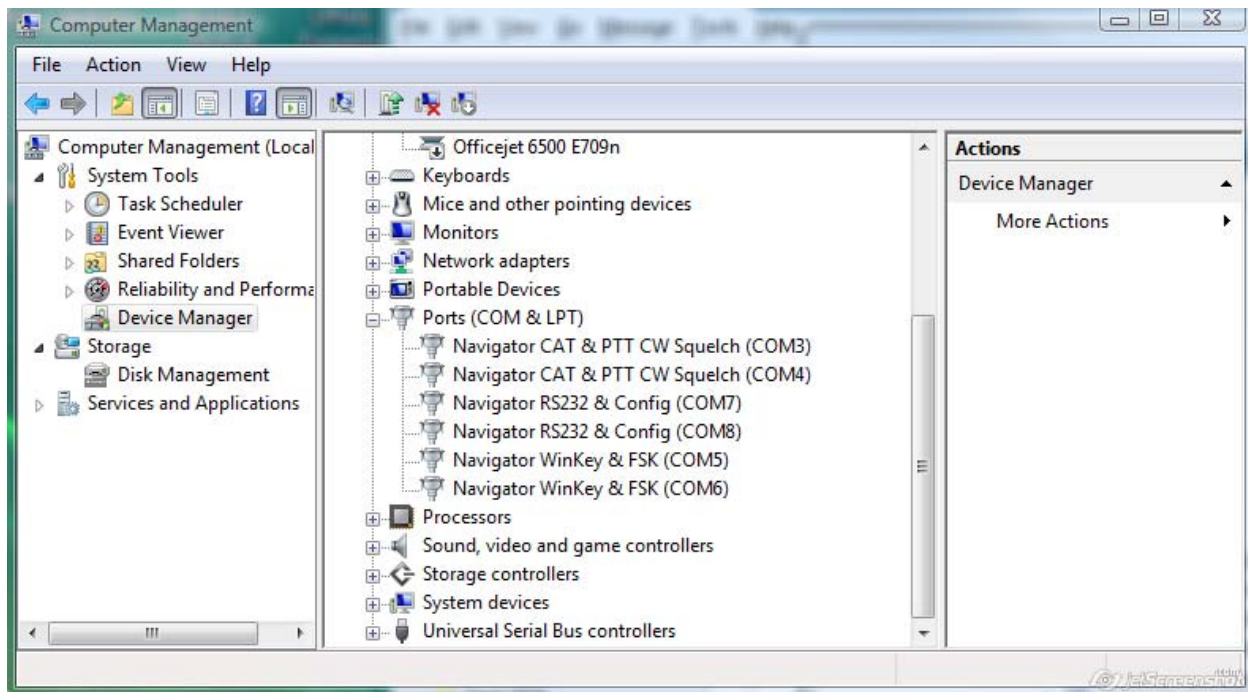 Computer Management
File Action View Help
Computer Management (Local
System Tools
Task Scheduler
Event Viewer
Shared Folders
Reliability and Performa
Device Manager
Storage
Disk Management
Services and Applications
Officejet 6500 E709n
Keyboards
Mice and other pointing devices
Monitors
Network adapters
Portable Devices
Ports (COM & LPT)
Navigator CAT & PTT CW Squelch (COM3)
Navigator CAT & PTT CW Squelch (COM4)
Navigator RS232 & Config (COM7)
Navigator RS232 & Config (COM8)
Navigator WinKey & FSK (COM5)
Navigator WinKey & FSK (COM6)
Processors
Sound, video and game controllers
Storage controllers
System devices
Universal Serial Bus controllers
Actions
Device Manager
More Actions